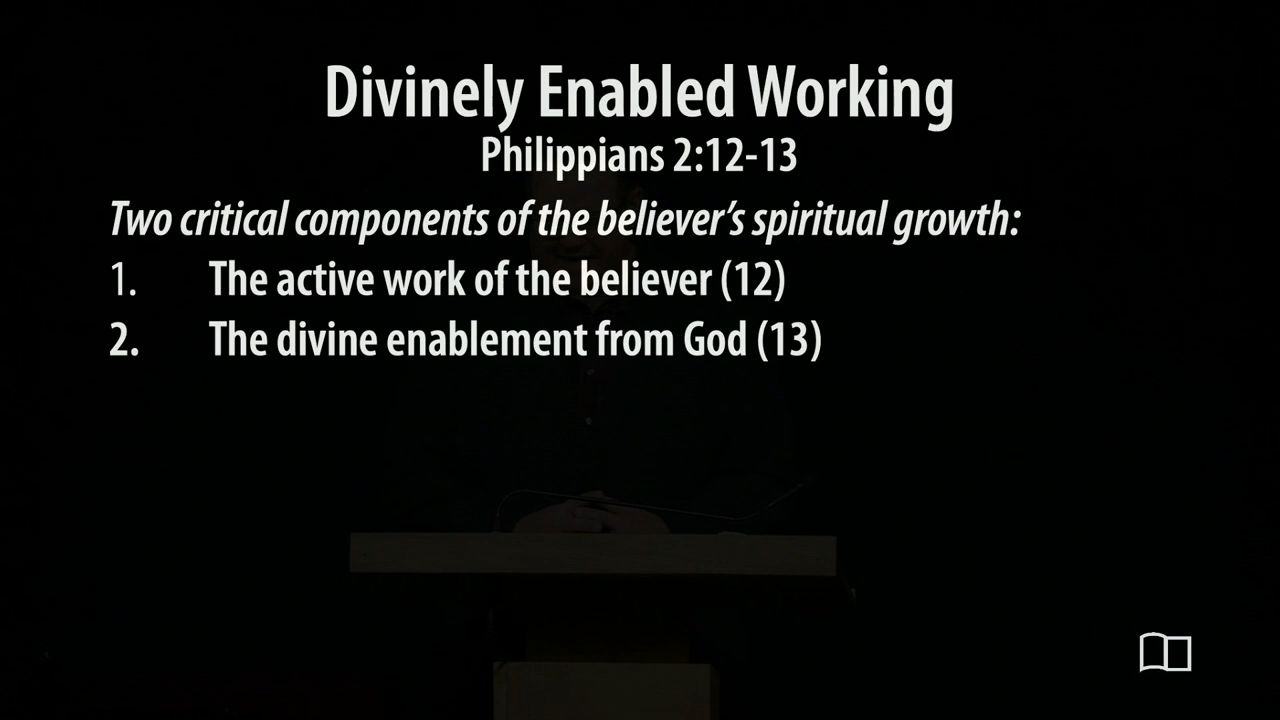 Divinely Enabled Working
Philippians 2:12-13
Two critical components of the believer’s spiritual growth:
1. The active work of the believer (12)
2. The divine enablement from God (13)